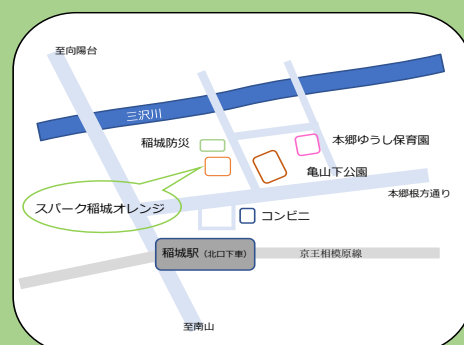 至向陽台
三沢川
稲城防災
本郷ゆうし保育園
亀山下公園
本郷根方通り
スパーク稲城オレンジ
コンビニ
稲城駅（北口下車）
京王相模原線
至南山